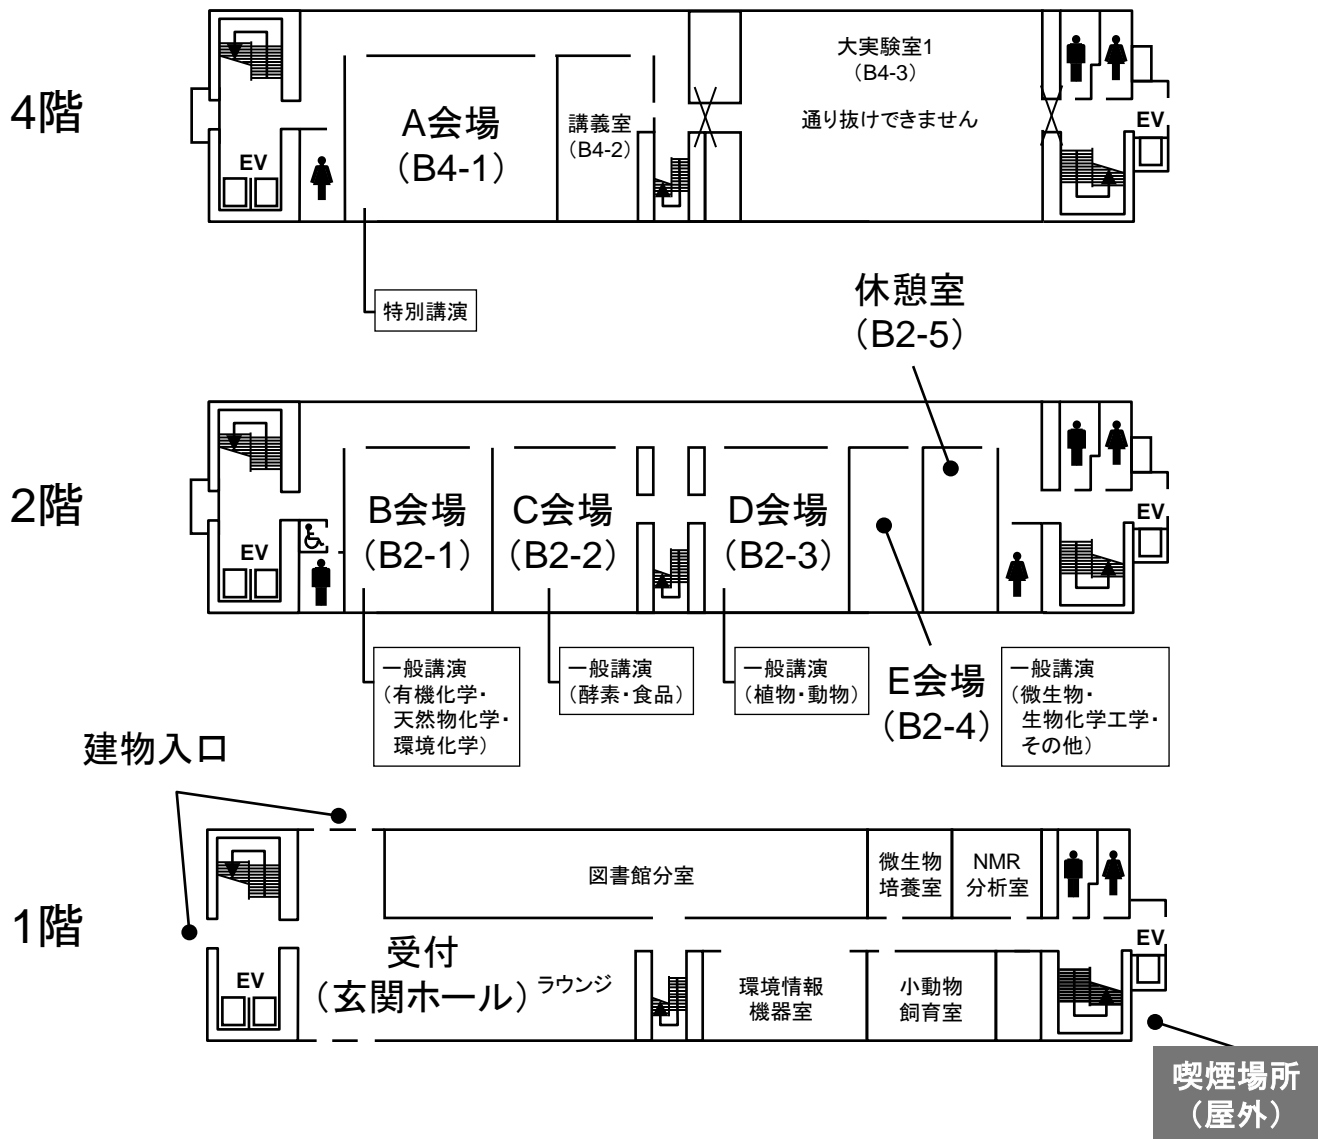 4階
A会場
（B4-1）
EV
講義室
（B4-2）
大実験室1
（B4-3）
通り抜けできません
EV
特別講演
休憩室
（B2-5）
2階
EV
B会場
（B2-1）
C会場
（B2-2）
D会場
（B2-3）
EV
一般講演
（有機化学・
天然物化学・
環境化学）
一般講演
（酵素・食品）
一般講演
（植物・動物）
E会場
（B2-4）
一般講演
（微生物・
生物化学工学・
その他）
建物入口
1階
図書館分室
微生物
培養室
NMR
分析室
EV
受付
（玄関ホール）
ラウンジ
環境情報
機器室
小動物
飼育室
EV
喫煙場所
（屋外）